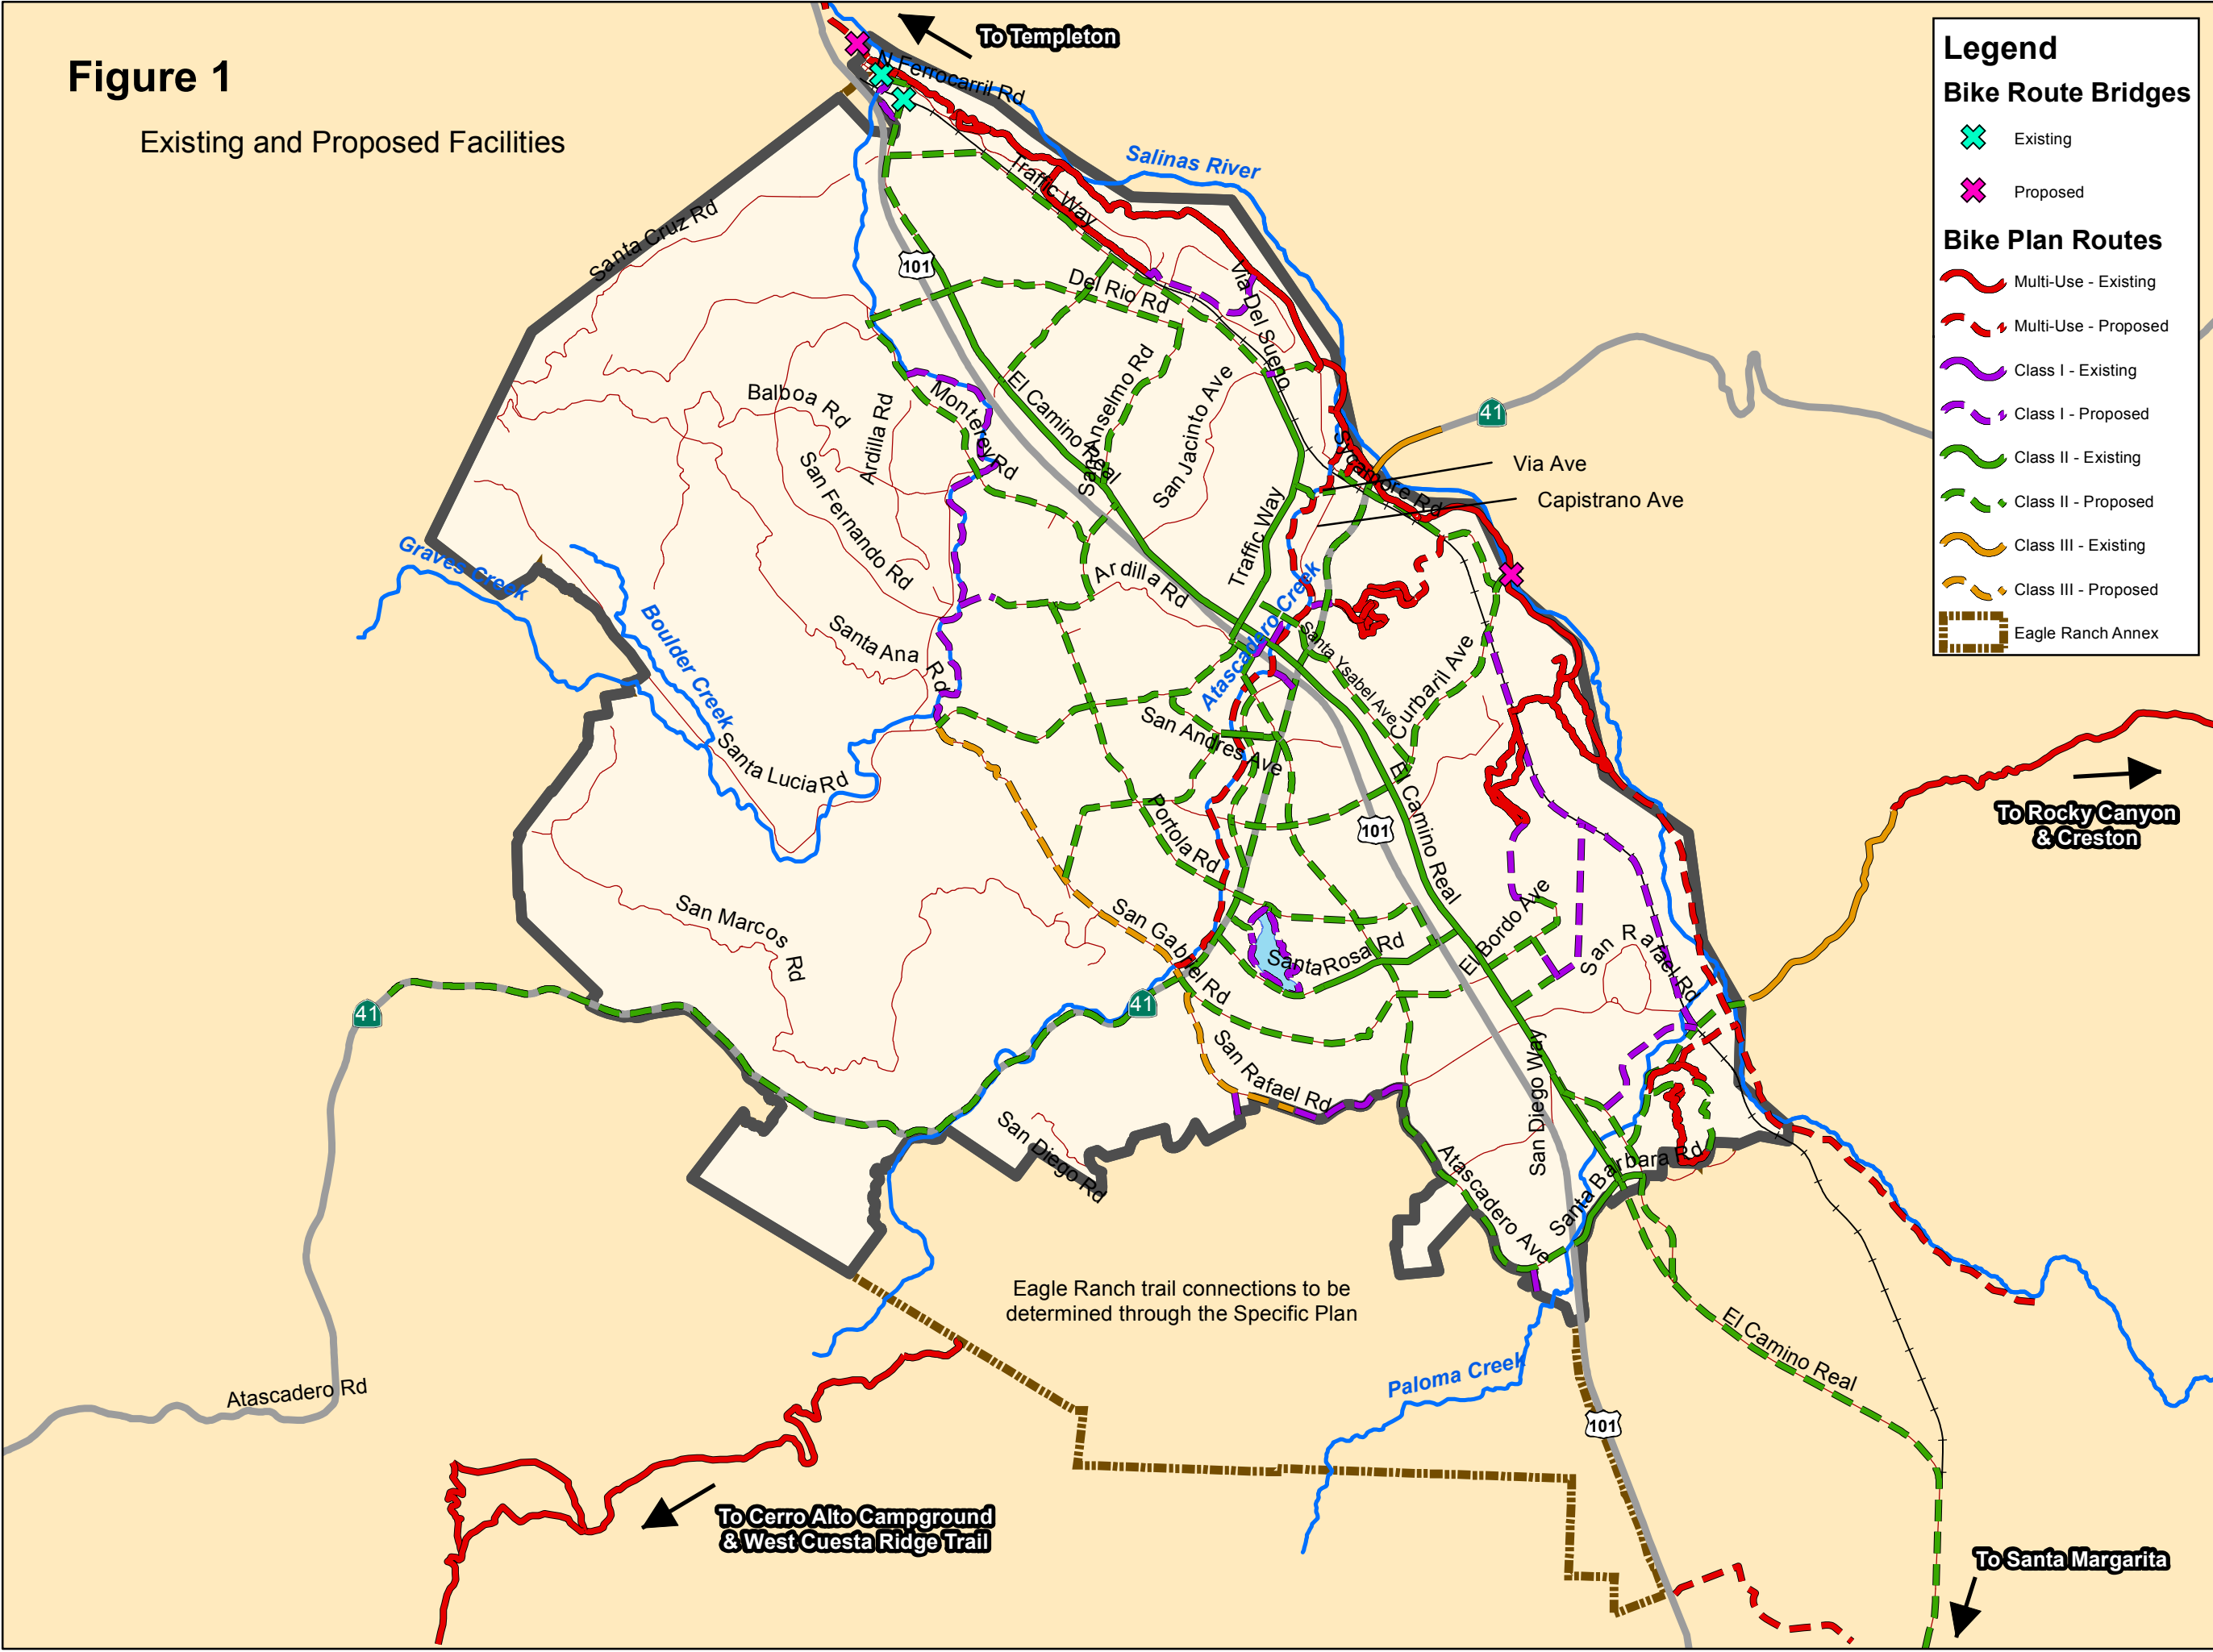 Figure 1
Existing and Proposed Facilities
To Templeton
N Ferrocarril Rd
Salinas River
Traffic Way
Santa Cruz Rd
101
Del Rio Rd
Via Del Sueno
Balboa Rd
Ardilla Rd
Monterey Rd
El Camino Real
San Anselmo Rd
San Jacinto Ave
41
Sycamore Rd
Via Ave
Capistrano Ave
San Fernando Rd
Traffic Way
Graves Creek
Boulder Creek
Ardilla Rd
Atascadero Creek
Santa Ysabel Ave
Curbaril Ave
Santa Ana Rd
San Andres Ave
Santa Lucia Rd
Portola Rd
101
El Camino Real
To Rocky Canyon
& Creston
San Marcos Rd
San Gabriel Rd
Santa Rosa Rd
El Bordo Ave
San Rafael Rd
41
41
San Rafael Rd
San Diego Way
San Diego Rd
Atascadero Ave
Santa Barbara Rd
Eagle Ranch trail connections to be
determined through the Specific Plan
El Camino Real
Paloma Creek
Atascadero Rd
101
To Cerro Alto Campground
& West Cuesta Ridge Trail
To Santa Margarita
Legend
Bike Route Bridges
Existing
Proposed
Bike Plan Routes
Multi-Use - Existing
Multi-Use - Proposed
Class I - Existing
Class I - Proposed
Class II - Existing
Class II - Proposed
Class III - Existing
Class III - Proposed
Eagle Ranch Annex